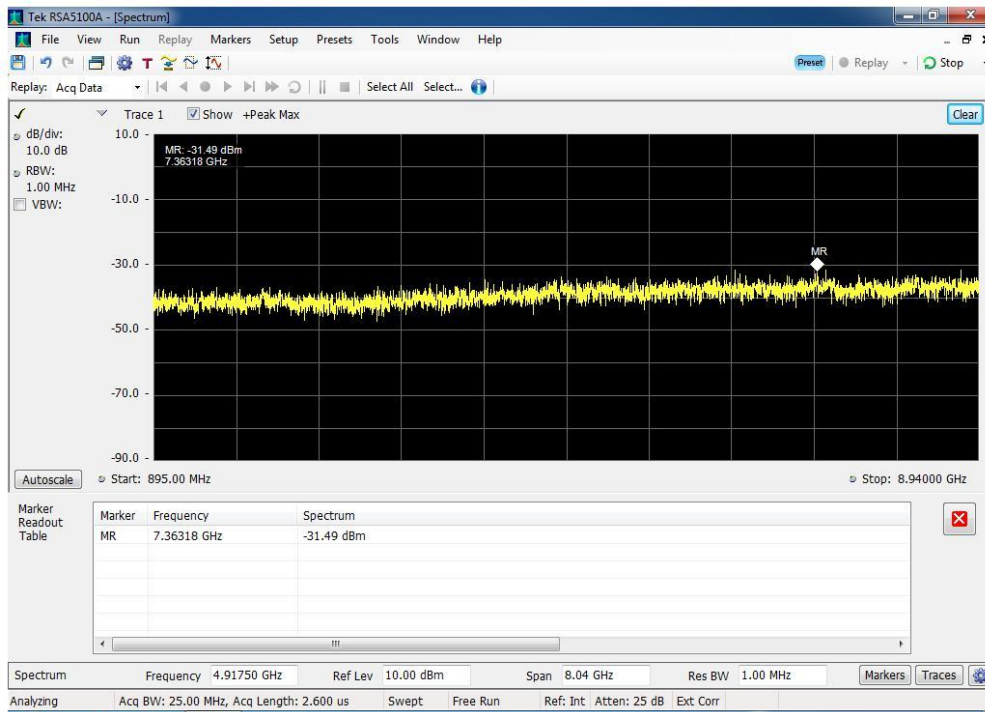 Tek RSA5100A - [Spectrum]
File View Run Replay Markers Setup Presets Tools Window Help
Preset Replay Stop
Replay: Acq Data Select All Select...
Trace 1 Show +Peak Max Clear
dB/div:
10.0 dB
RBW:
1.00 MHz
VBW:
10.0
-10.0
-30.0
-50.0
-70.0
-90.0
MR: -31.49 dBm
7.36318 GHz
MR
Autoscale Start: 895.00 MHz Stop: 8.94000 GHz
Marker
Readout
Table
Marker Frequency Spectrum
MR 7.36318 GHz -31.49 dBm
Spectrum Frequency 4.91750 GHz Ref Lev 10.00 dBm Span 8.04 GHz Res BW 1.00 MHz Markers Traces
Analyzing Acq BW: 25.00 MHz, Acq Length: 2.600 us Swept Free Run Ref: Int Atten: 25 dB Ext Corr